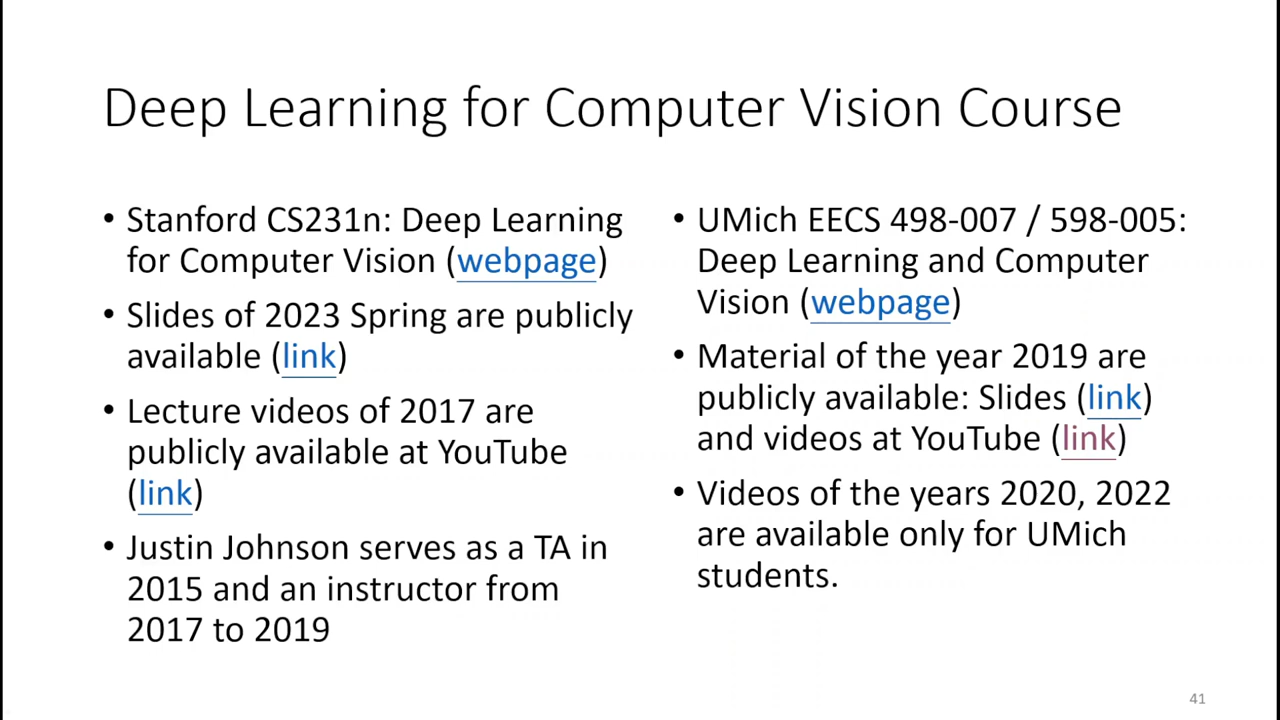 Deep Learning for Computer Vision Course
• Stanford CS231n: Deep Learning
for Computer Vision (webpage)
• Slides of 2023 Spring are publicly
available (link)
• Lecture videos of 2017 are
publicly available at YouTube
(link)
• Justin Johnson serves as a TA in
2015 and an instructor from
2017 to 2019
• UMich EECS 498-007 / 598-005:
Deep Learning and Computer
Vision (webpage)
• Material of the year 2019 are
publicly available: Slides (link)
and videos at YouTube (link)
• Videos of the years 2020, 2022
are available only for UMich
students.
41